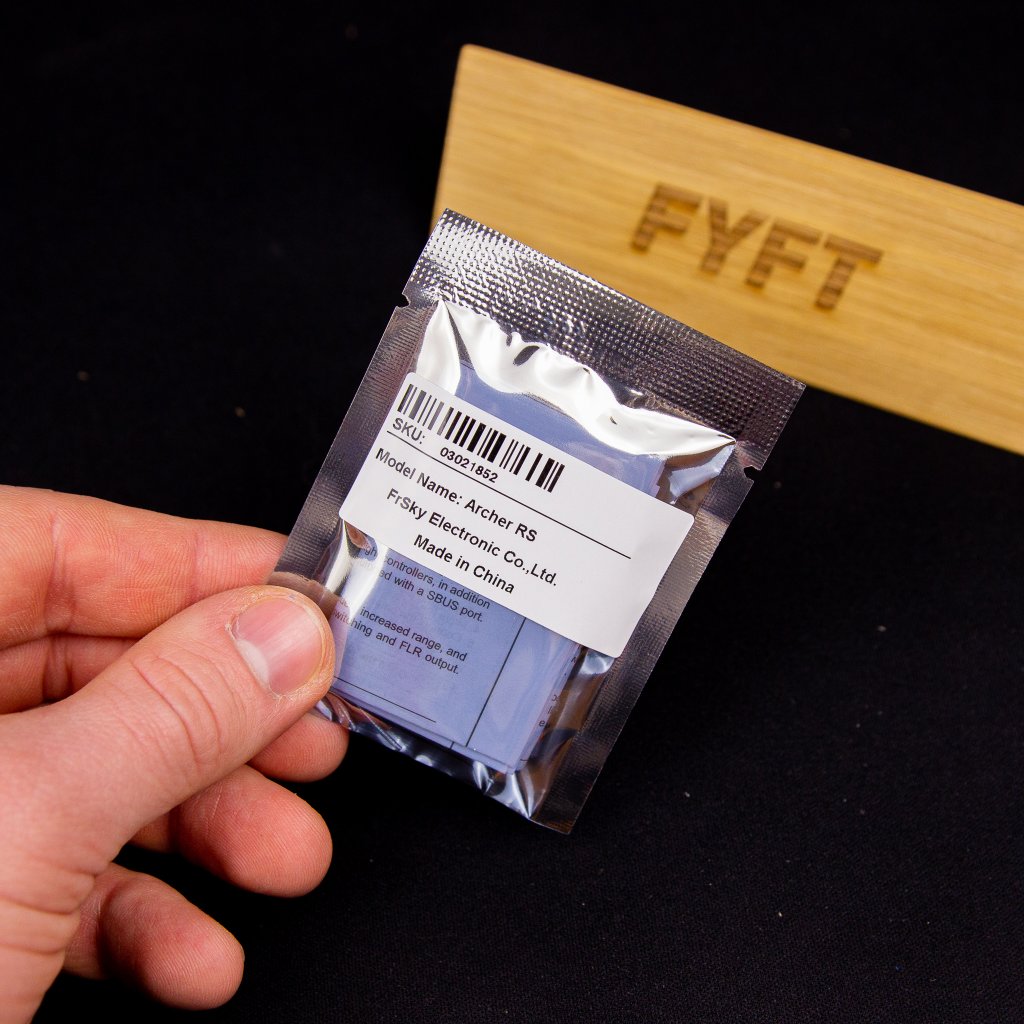 FYFT
SKU:
03021852
Model Name: Archer RS
FrSky Electronic Co.,Ltd.
Made in China
controllers, in addition
with a SBUS port.
increased range, and
and FLR output.